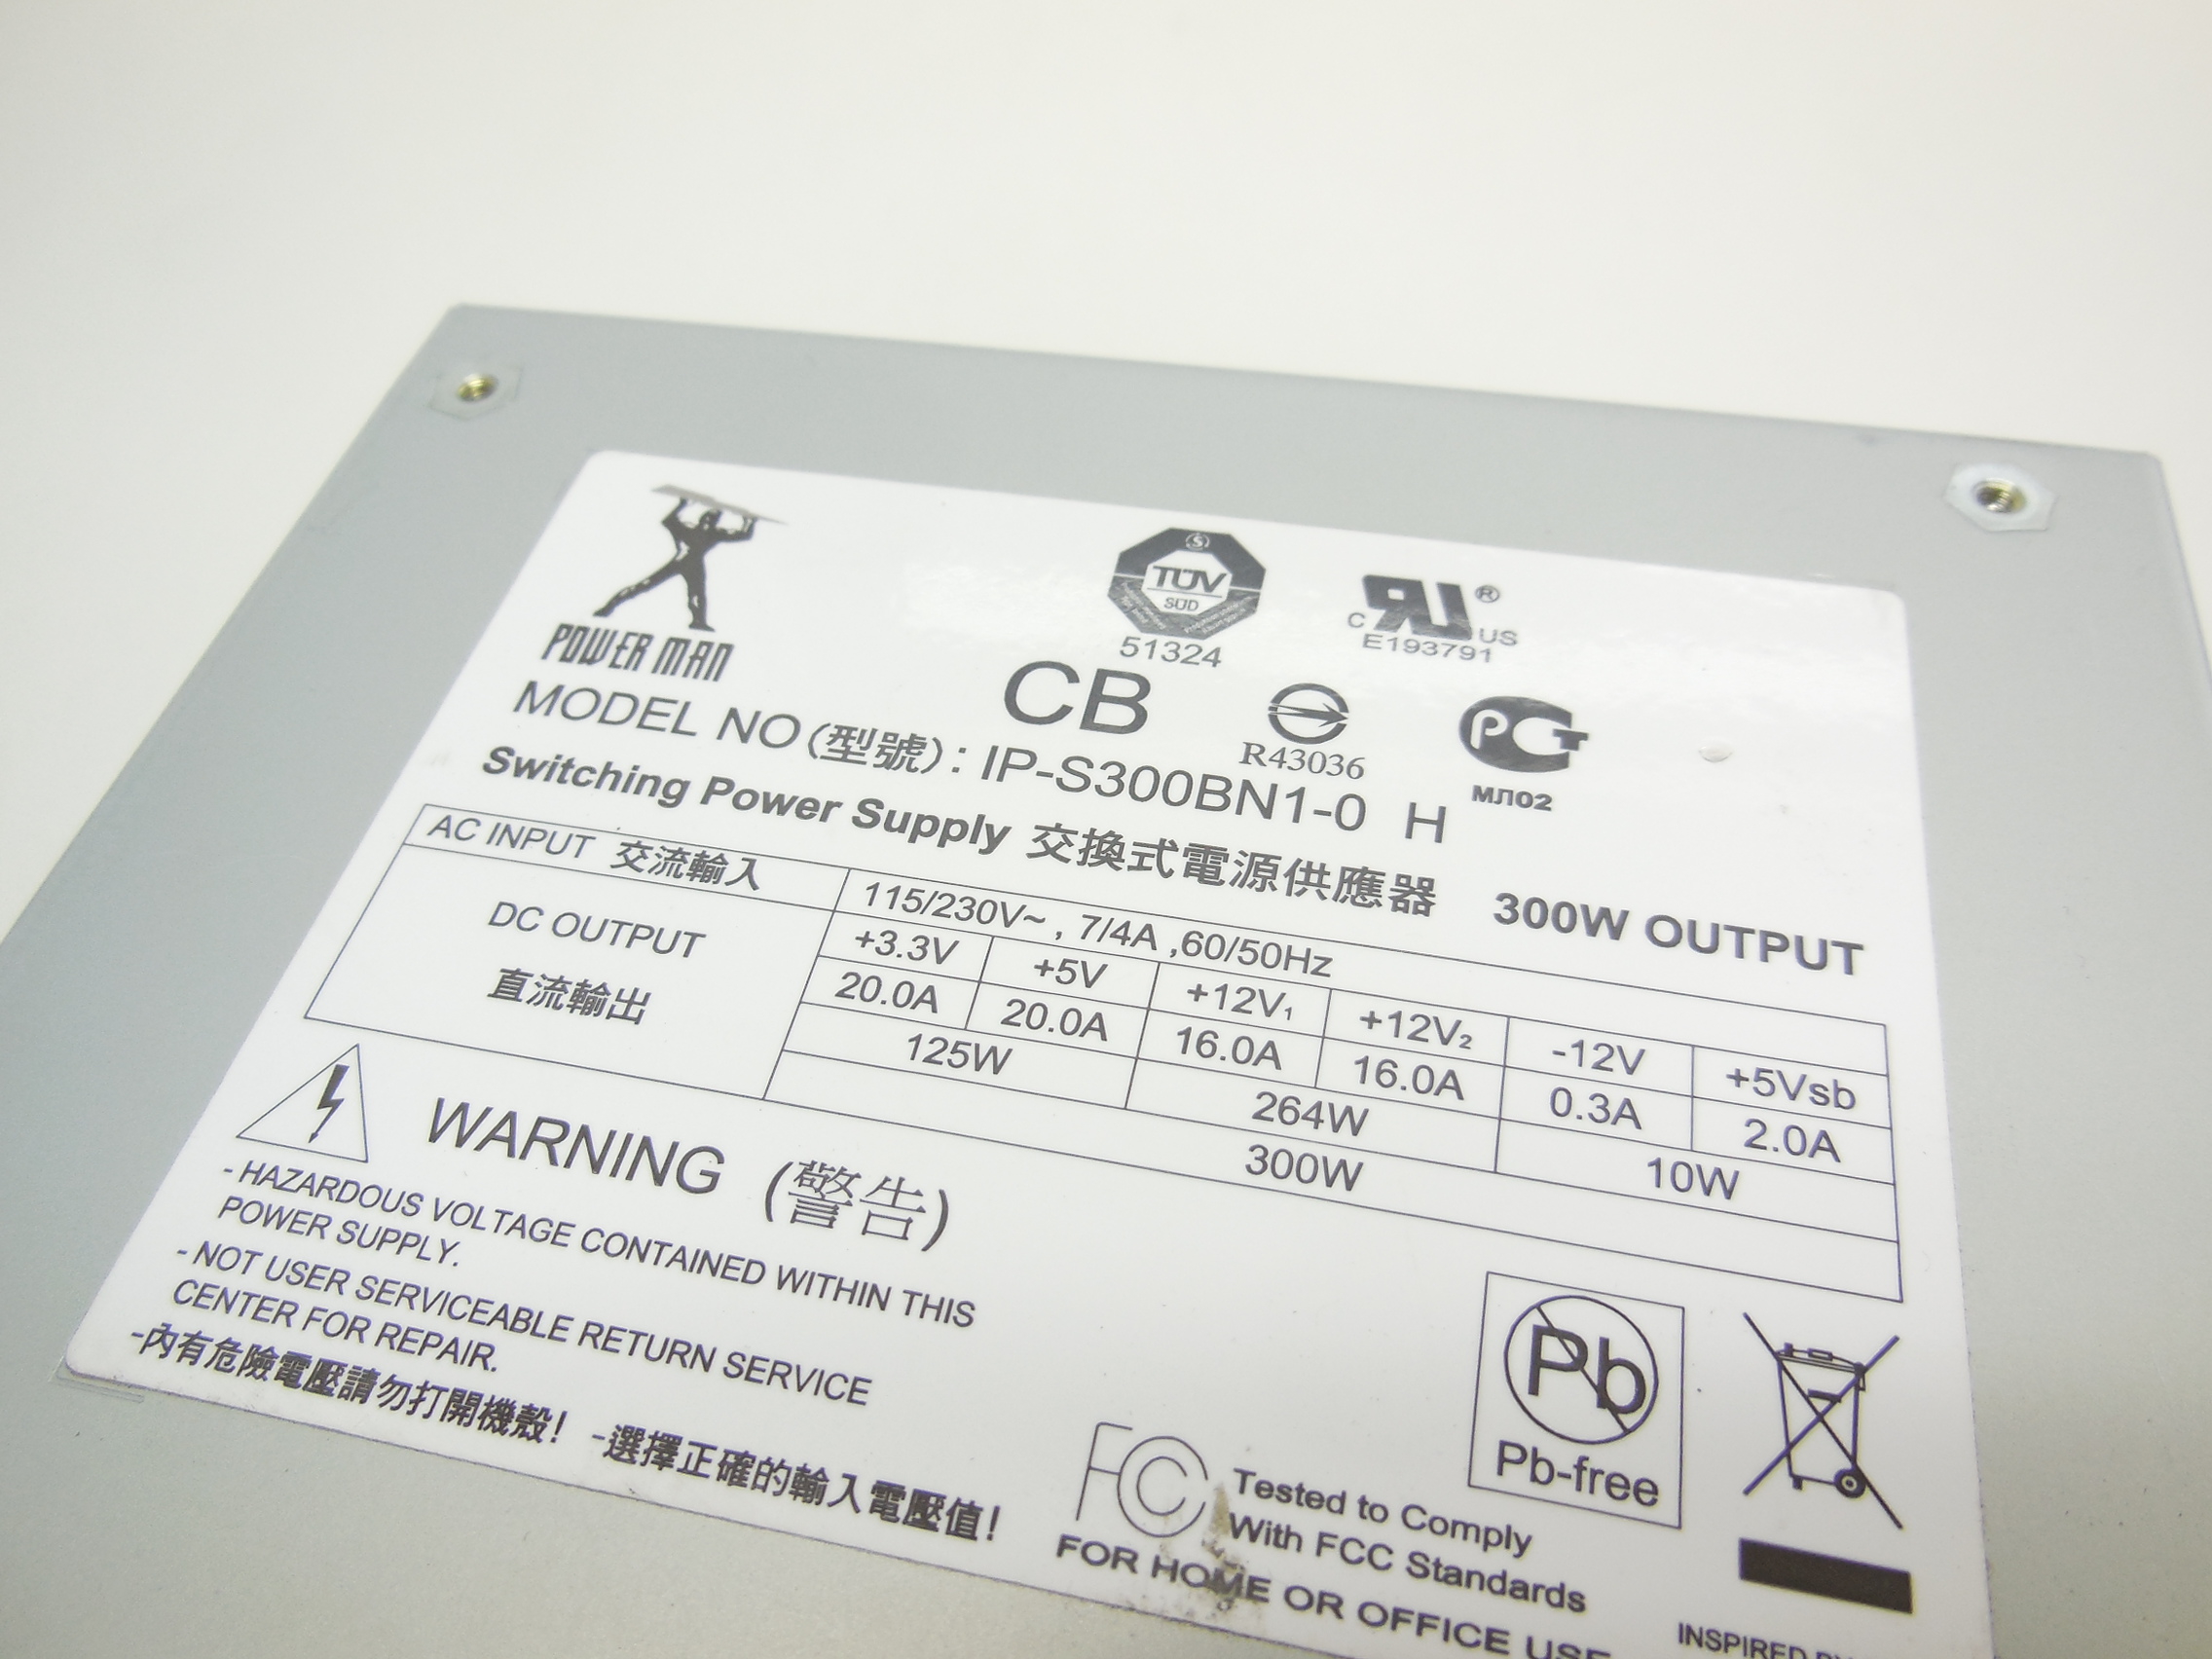 POWER MAN
TÜV
SÜD
51324
C US ®
E193791
CB
R43036
PCT
МЛ02
MODEL NO(型號): IP-S300BN1-0 H
Switching Power Supply 交換式電源供應器 300W OUTPUT
AC INPUT 交流輸入 115/230V~ , 7/4A ,60/50Hz
DC OUTPUT
直流輸出
+3.3V +5V +12V₁ +12V₂ -12V +5Vsb
20.0A 20.0A 16.0A 16.0A 0.3A 2.0A
125W 264W 10W
300W
WARNING (警告)
- HAZARDOUS VOLTAGE CONTAINED WITHIN THIS
POWER SUPPLY.
- NOT USER SERVICEABLE RETURN SERVICE
CENTER FOR REPAIR.
-內有危險電壓請勿打開機殼! -選擇正確的輸入電壓值!
Pb
Pb-free
FC Tested to Comply
With FCC Standards
FOR HOME OR OFFICE USE
INSPIRED